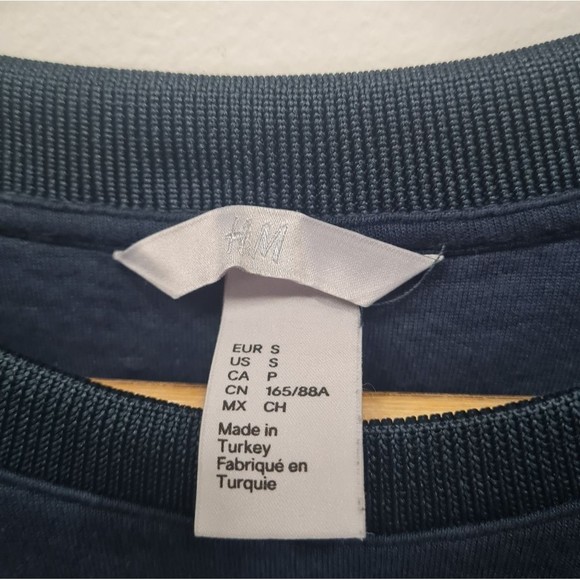 H&M
EUR S
US S
CA P
CN 165/88A
MX CH
Made in
Turkey
Fabriqué en
Turquie